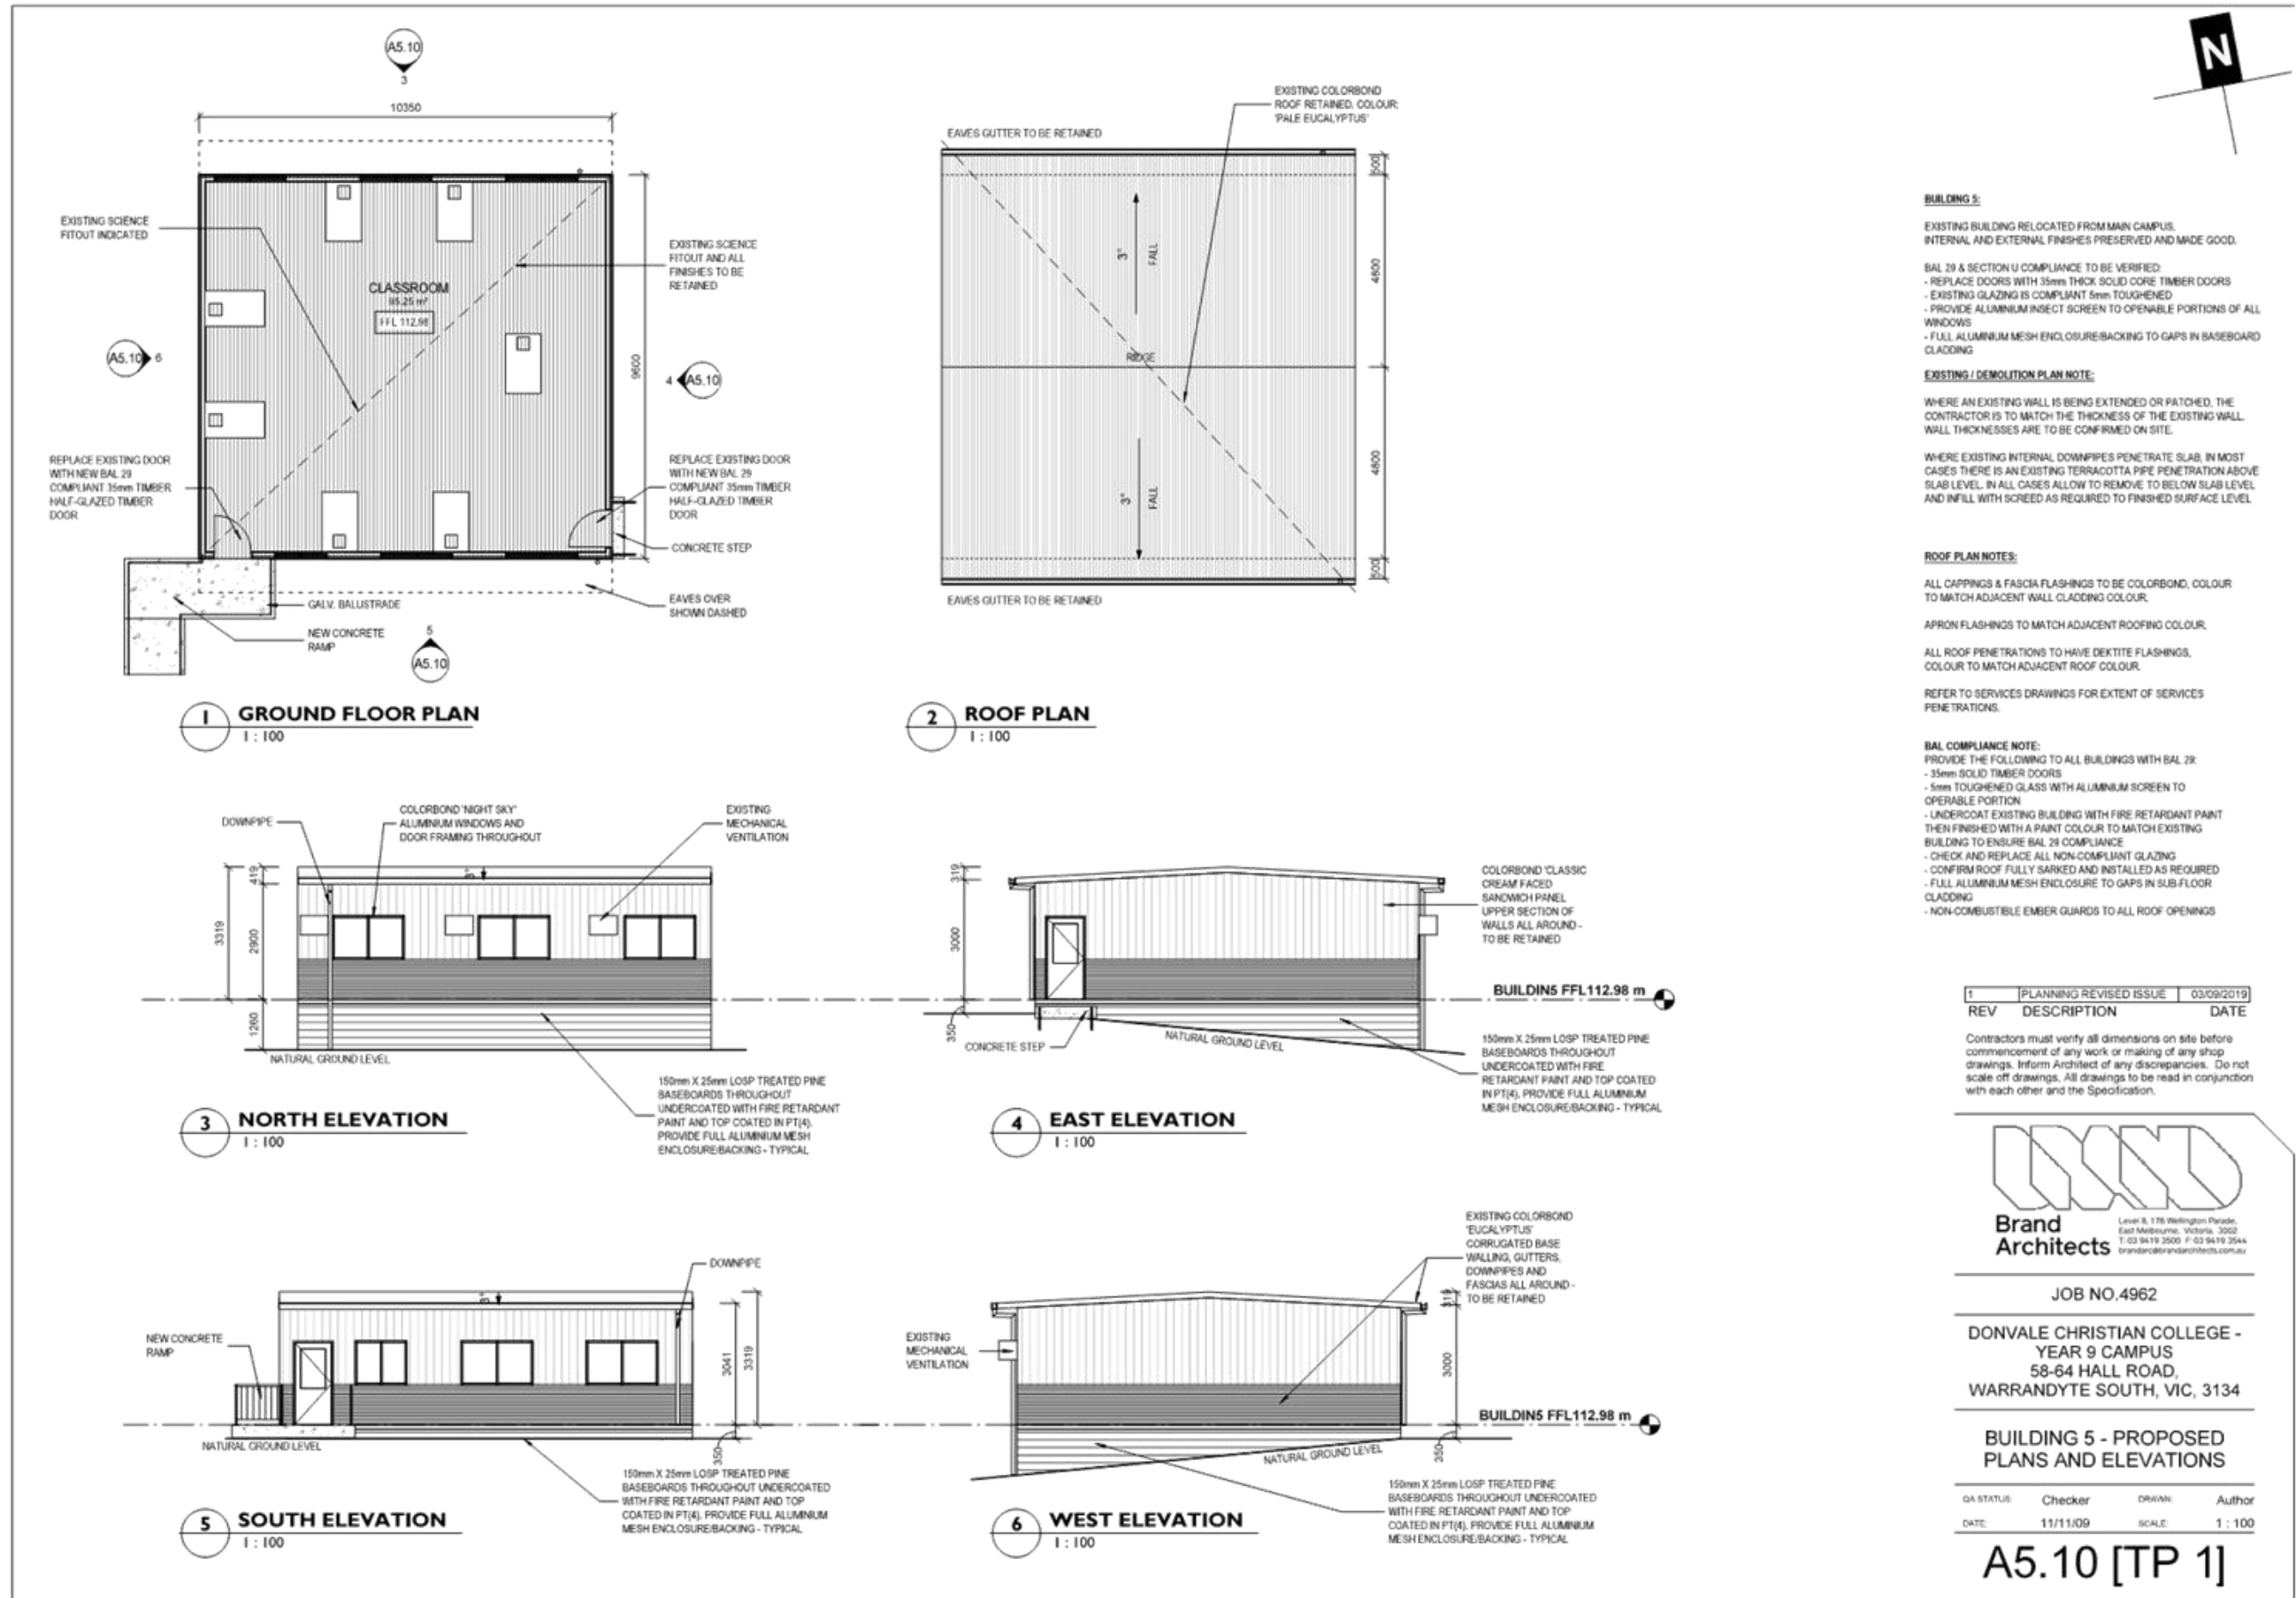 A5.10
3
10350
EXISTING SCIENCE
FITOUT INDICATED
CLASSROOM
95.25 m²
FFL 112.98
EXISTING SCIENCE
FITOUT AND ALL
FINISHES TO BE
RETAINED
A5.10
6
9600
4
A5.10
REPLACE EXISTING DOOR
WITH NEW BAL 29
COMPLIANT 35mm TIMBER
HALF-GLAZED TIMBER
DOOR
REPLACE EXISTING DOOR
WITH NEW BAL 29
COMPLIANT 35mm TIMBER
HALF-GLAZED TIMBER
DOOR
CONCRETE STEP
GALV. BALUSTRADE
EAVES OVER
SHOWN DASHED
NEW CONCRETE
RAMP
5
A5.10
1
GROUND FLOOR PLAN
1 : 100
EXISTING COLORBOND
ROOF RETAINED. COLOUR:
'PALE EUCALYPTUS'
EAVES GUTTER TO BE RETAINED
500
3°
FALL
4800
RIDGE
3°
FALL
4800
500
EAVES GUTTER TO BE RETAINED
2
ROOF PLAN
1 : 100
DOWNPIPE
COLORBOND 'NIGHT SKY'
ALUMINIUM WINDOWS AND
DOOR FRAMING THROUGHOUT
EXISTING
MECHANICAL
VENTILATION
3°
419
3319
2900
1260
NATURAL GROUND LEVEL
150mm X 25mm LOSP TREATED PINE
BASEBOARDS THROUGHOUT
UNDERCOATED WITH FIRE RETARDANT
PAINT AND TOP COATED IN PT(4).
PROVIDE FULL ALUMINIUM MESH
ENCLOSURE/BACKING - TYPICAL
3
NORTH ELEVATION
1 : 100
319
3000
350
COLORBOND 'CLASSIC
CREAM' FACED
SANDWICH PANEL
UPPER SECTION OF
WALLS ALL AROUND -
TO BE RETAINED
BUILDIN5 FFL112.98 m
CONCRETE STEP
NATURAL GROUND LEVEL
150mm X 25mm LOSP TREATED PINE
BASEBOARDS THROUGHOUT
UNDERCOATED WITH FIRE
RETARDANT PAINT AND TOP COATED
IN PT(4). PROVIDE FULL ALUMINIUM
MESH ENCLOSURE/BACKING - TYPICAL
4
EAST ELEVATION
1 : 100
DOWNPIPE
NEW CONCRETE
RAMP
3°
3041
3319
350
NATURAL GROUND LEVEL
150mm X 25mm LOSP TREATED PINE
BASEBOARDS THROUGHOUT UNDERCOATED
WITH FIRE RETARDANT PAINT AND TOP
COATED IN PT(4). PROVIDE FULL ALUMINIUM
MESH ENCLOSURE/BACKING - TYPICAL
5
SOUTH ELEVATION
1 : 100
EXISTING COLORBOND
'EUCALYPTUS'
CORRUGATED BASE
WALLING, GUTTERS,
DOWNPIPES AND
FASCIAS ALL AROUND -
TO BE RETAINED
EXISTING
MECHANICAL
VENTILATION
319
3000
350
BUILDIN5 FFL112.98 m
NATURAL GROUND LEVEL
150mm X 25mm LOSP TREATED PINE
BASEBOARDS THROUGHOUT UNDERCOATED
WITH FIRE RETARDANT PAINT AND TOP
COATED IN PT(4). PROVIDE FULL ALUMINIUM
MESH ENCLOSURE/BACKING - TYPICAL
6
WEST ELEVATION
1 : 100
N
BUILDING 5:
EXISTING BUILDING RELOCATED FROM MAIN CAMPUS.
INTERNAL AND EXTERNAL FINISHES PRESERVED AND MADE GOOD.
BAL 29 & SECTION U COMPLIANCE TO BE VERIFIED:
- REPLACE DOORS WITH 35mm THICK SOLID CORE TIMBER DOORS
- EXISTING GLAZING IS COMPLIANT 5mm TOUGHENED
- PROVIDE ALUMINIUM INSECT SCREEN TO OPENABLE PORTIONS OF ALL
WINDOWS
- FULL ALUMINIUM MESH ENCLOSURE/BACKING TO GAPS IN BASEBOARD
CLADDING
EXISTING / DEMOLITION PLAN NOTE:
WHERE AN EXISTING WALL IS BEING EXTENDED OR PATCHED, THE
CONTRACTOR IS TO MATCH THE THICKNESS OF THE EXISTING WALL.
WALL THICKNESSES ARE TO BE CONFIRMED ON SITE.
WHERE EXISTING INTERNAL DOWNPIPES PENETRATE SLAB, IN MOST
CASES THERE IS AN EXISTING TERRACOTTA PIPE PENETRATION ABOVE
SLAB LEVEL. IN ALL CASES ALLOW TO REMOVE TO BELOW SLAB LEVEL
AND INFILL WITH SCREED AS REQUIRED TO FINISHED SURFACE LEVEL
ROOF PLAN NOTES:
ALL CAPPINGS & FASCIA FLASHINGS TO BE COLORBOND, COLOUR
TO MATCH ADJACENT WALL CLADDING COLOUR.
APRON FLASHINGS TO MATCH ADJACENT ROOFING COLOUR.
ALL ROOF PENETRATIONS TO HAVE DEKTITE FLASHINGS,
COLOUR TO MATCH ADJACENT ROOF COLOUR.
REFER TO SERVICES DRAWINGS FOR EXTENT OF SERVICES
PENETRATIONS.
BAL COMPLIANCE NOTE:
PROVIDE THE FOLLOWING TO ALL BUILDINGS WITH BAL 29:
- 35mm SOLID TIMBER DOORS
- 5mm TOUGHENED GLASS WITH ALUMINIUM SCREEN TO
OPERABLE PORTION
- UNDERCOAT EXISTING BUILDING WITH FIRE RETARDANT PAINT
THEN FINISHED WITH A PAINT COLOUR TO MATCH EXISTING
BUILDING TO ENSURE BAL 29 COMPLIANCE
- CHECK AND REPLACE ALL NON-COMPLIANT GLAZING
- CONFIRM ROOF FULLY SARKED AND INSTALLED AS REQUIRED
- FULL ALUMINIUM MESH ENCLOSURE TO GAPS IN SUB-FLOOR
CLADDING
- NON-COMBUSTIBLE EMBER GUARDS TO ALL ROOF OPENINGS
1 PLANNING REVISED ISSUE 03/09/2019
REV DESCRIPTION DATE
Contractors must verify all dimensions on site before
commencement of any work or making of any shop
drawings. Inform Architect of any discrepancies. Do not
scale off drawings. All drawings to be read in conjunction
with each other and the Specification.
BRAND
Brand
Architects
Level 8, 176 Wellington Parade,
East Melbourne, Victoria, 3002
T: 03 9419 3500 F: 03 9419 3544
brandarc@brandarchitects.com.au
JOB NO.4962
DONVALE CHRISTIAN COLLEGE -
YEAR 9 CAMPUS
58-64 HALL ROAD,
WARRANDYTE SOUTH, VIC, 3134
BUILDING 5 - PROPOSED
PLANS AND ELEVATIONS
QA STATUS: Checker DRAWN: Author
DATE: 11/11/09 SCALE: 1 : 100
A5.10 [TP 1]